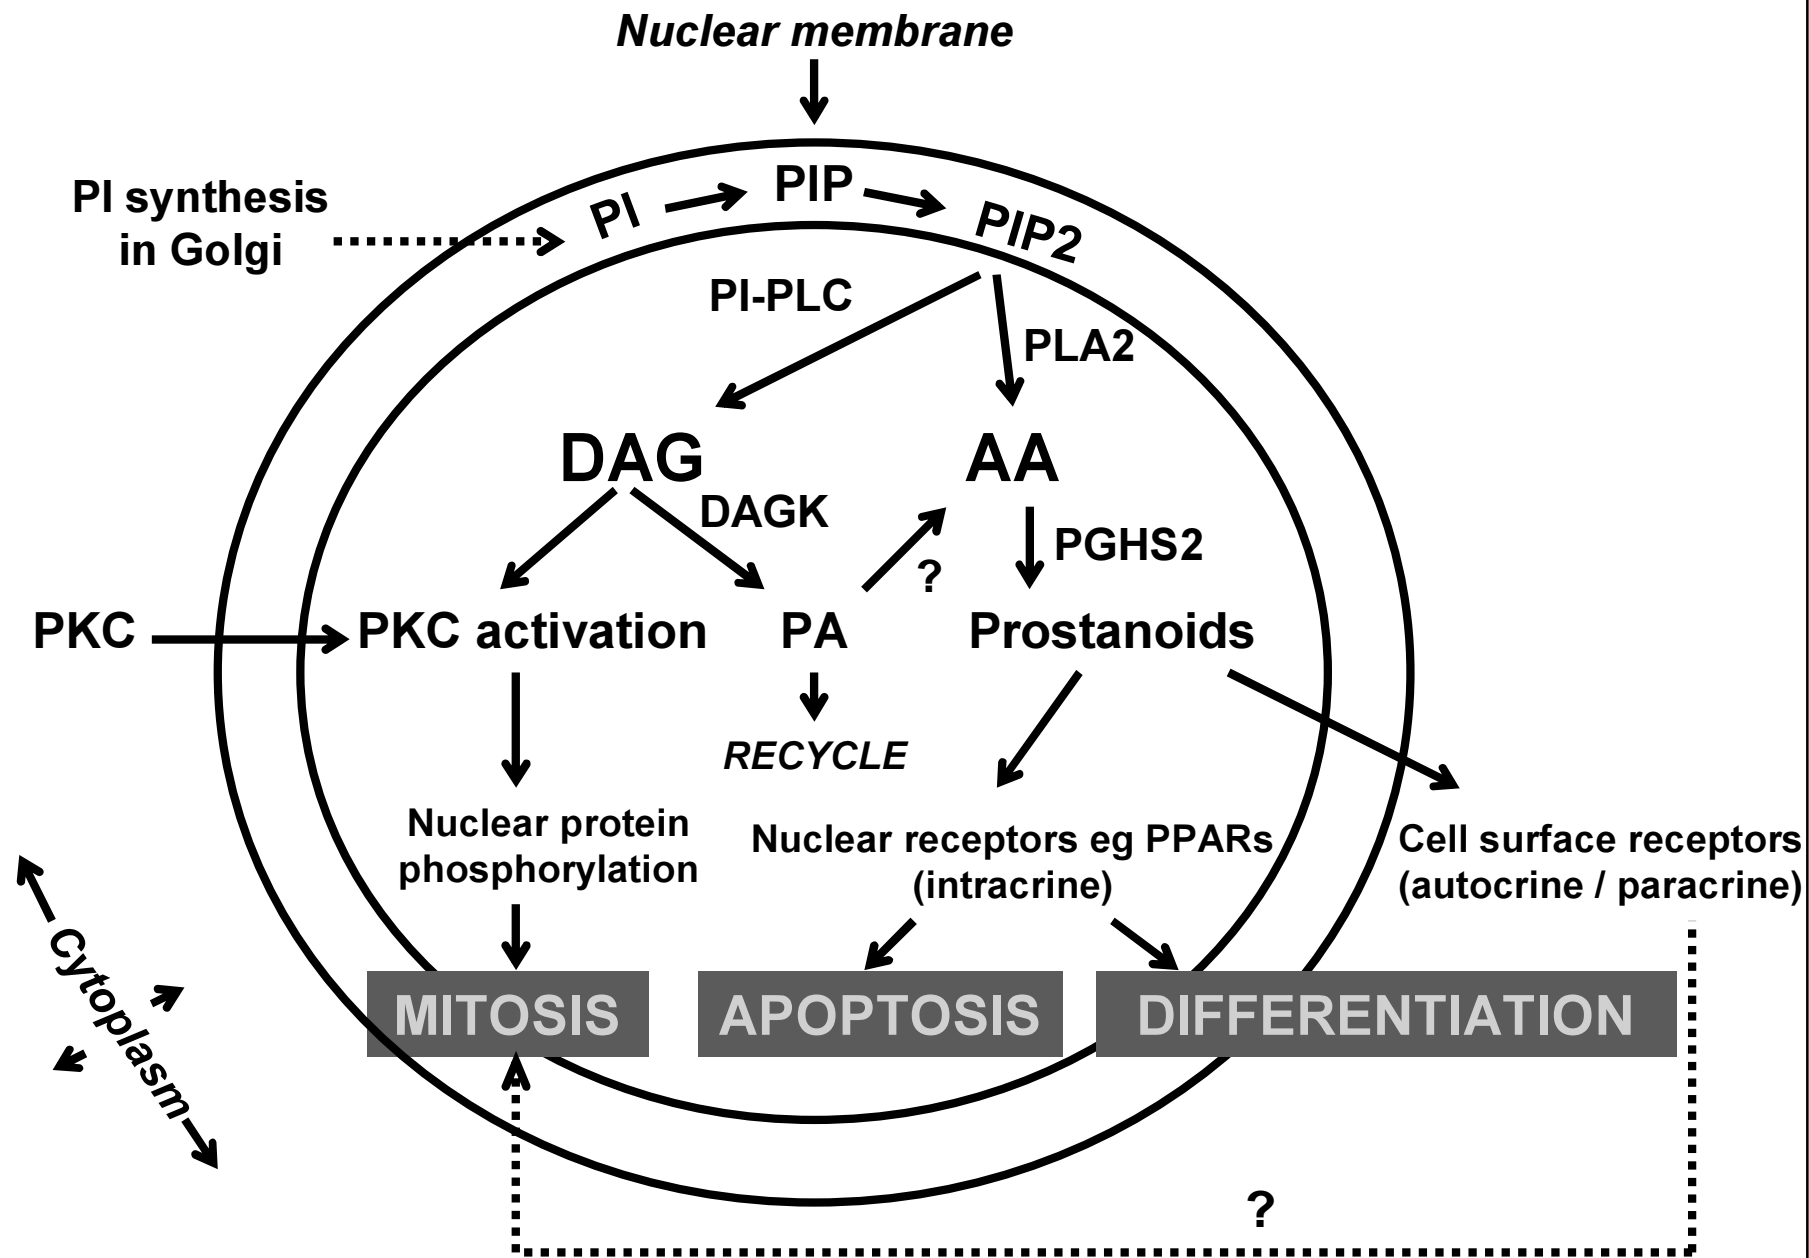 Nuclear membrane
PI synthesis
in Golgi
PI
PIP
PIP2
PI-PLC
PLA2
DAG
AA
DAGK
PGHS2
?
PKC
PKC activation
PA
Prostanoids
RECYCLE
Nuclear protein
phosphorylation
Nuclear receptors eg PPARs
(intracrine)
Cell surface receptors
(autocrine / paracrine)
Cytoplasm
MITOSIS
APOPTOSIS
DIFFERENTIATION
?